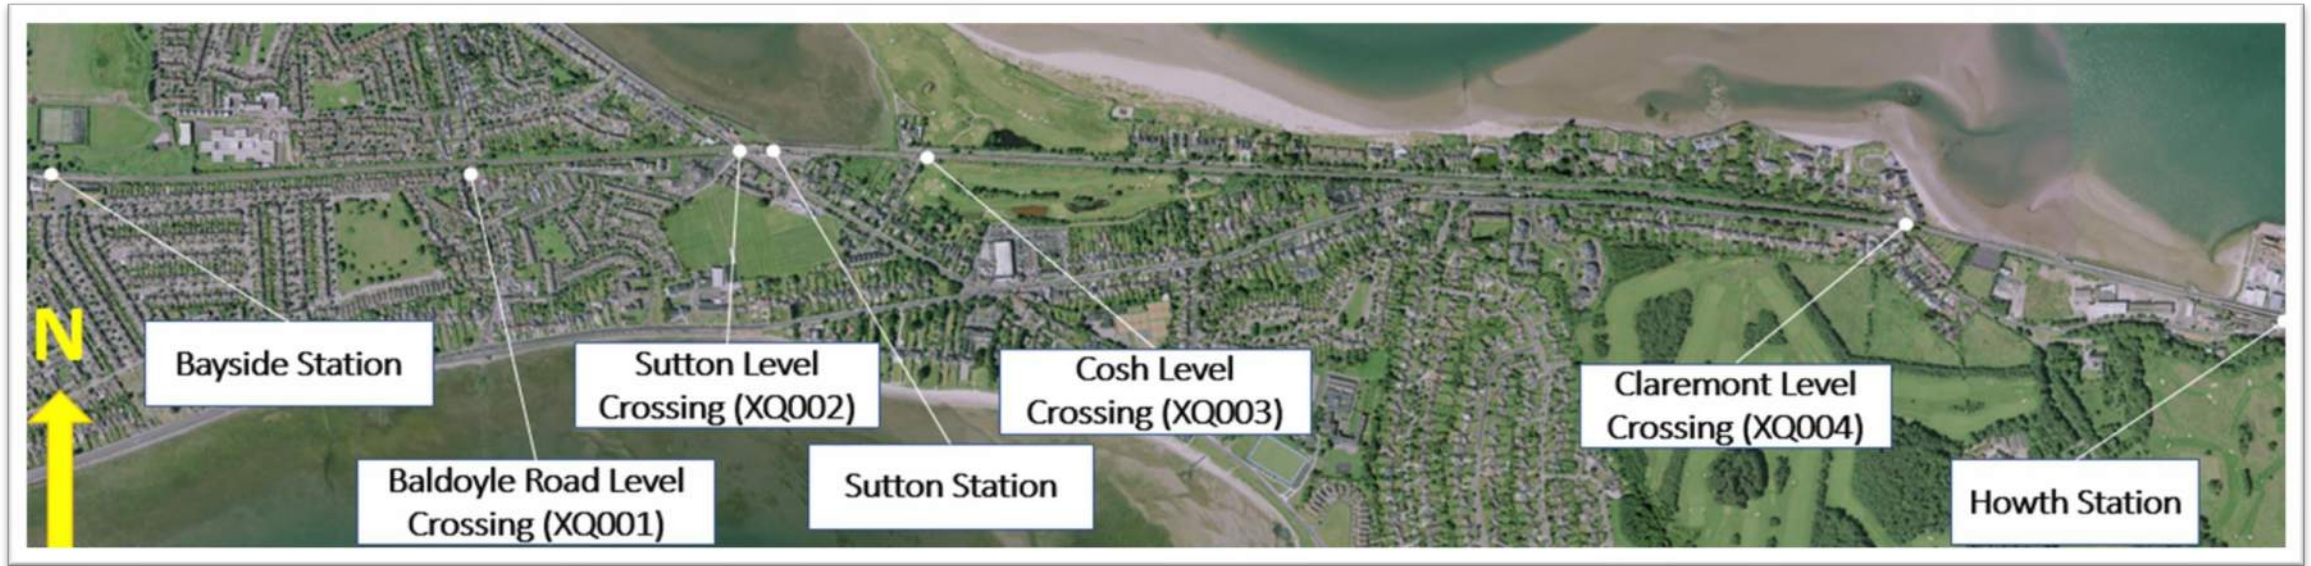 N
Bayside Station
Baldoyle Road Level
Crossing (XQ001)
Sutton Level
Crossing (XQ002)
Sutton Station
Cosh Level
Crossing (XQ003)
Claremont Level
Crossing (XQ004)
Howth Station